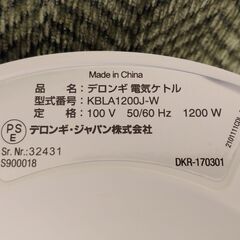 Made in China
品名：デロンギ 電気ケトル
型式番号：KBLA1200J-W
定格：100 V 50/60 Hz 1200 W
PS
E
デロンギ・ジャパン株式会社
Sr. Nr.:32431
S900018
DKR-170301